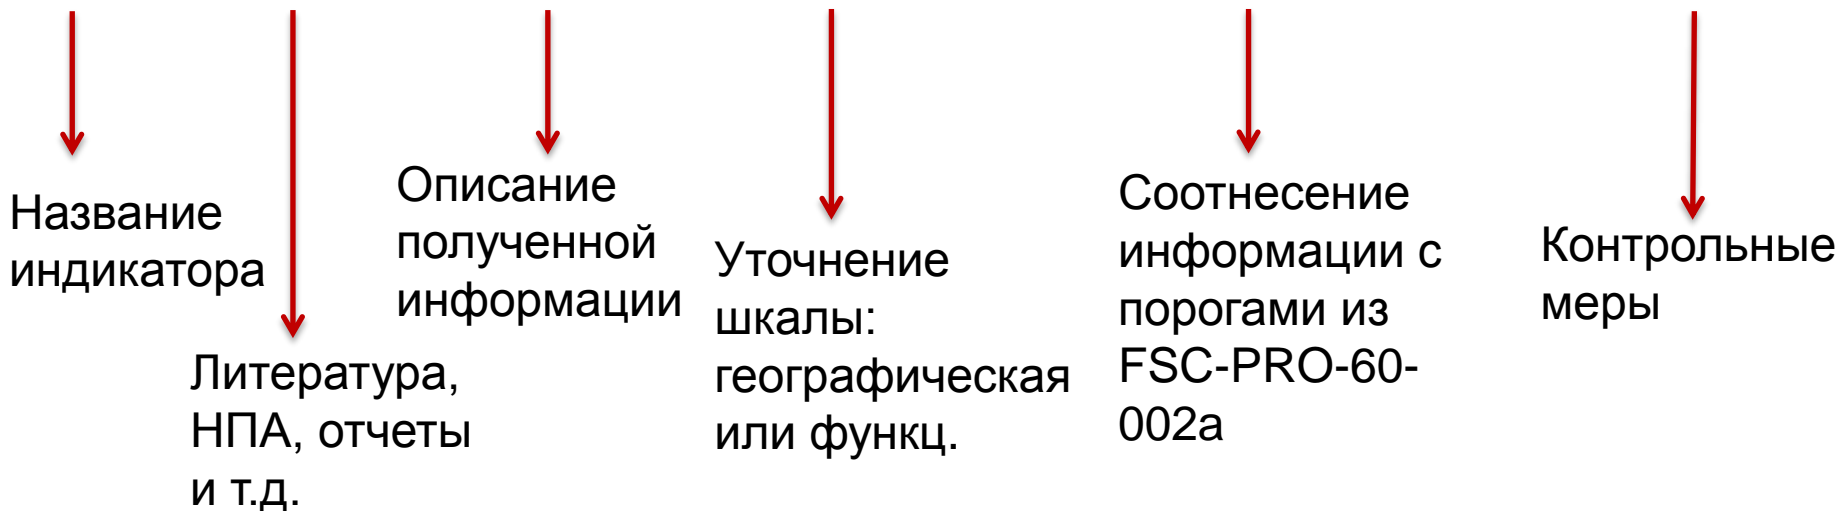 Название
индикатора
Литература,
НПА, отчеты
и т.д.
Описание
полученной
информации
Уточнение
шкалы:
географическая
или функц.
Соотнесение
информации с
порогами из
FSC-PRO-60-
002a
Контрольные
меры